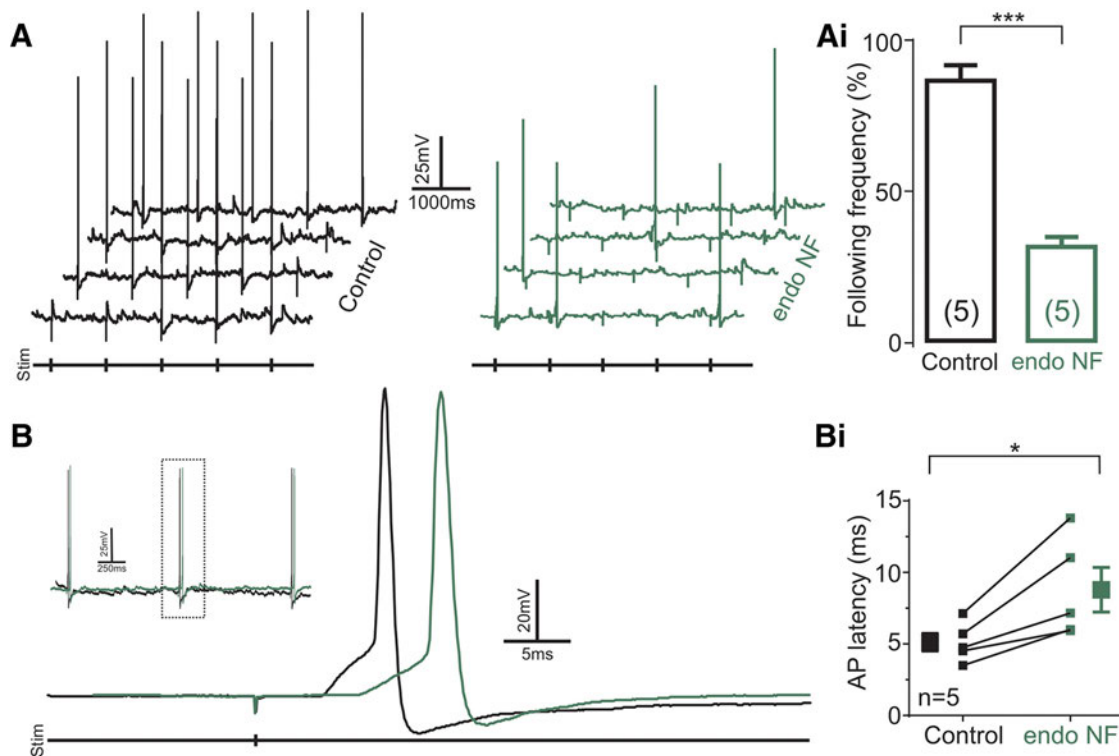 A
Control
Stim
25mV
1000ms
endo NF
Ai
***
Following frequency (%)
100
50
0
(5)
(5)
Control
endo NF
B
25mV
250ms
20mV
5ms
Stim
Bi
*
AP latency (ms)
15
10
5
0
n=5
Control
endo NF